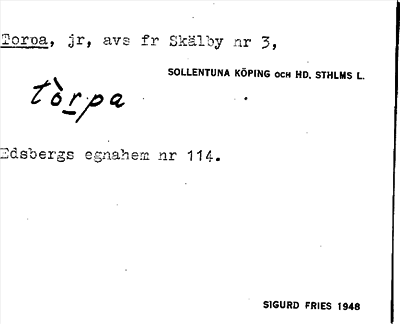 Torpa, jr, avs fr Skälby nr 3,
SOLLENTUNA KÖPING OCH HD. STHLMS L.
tòrpa
Edsbergs egnahem nr 114.
SIGURD FRIES 1948